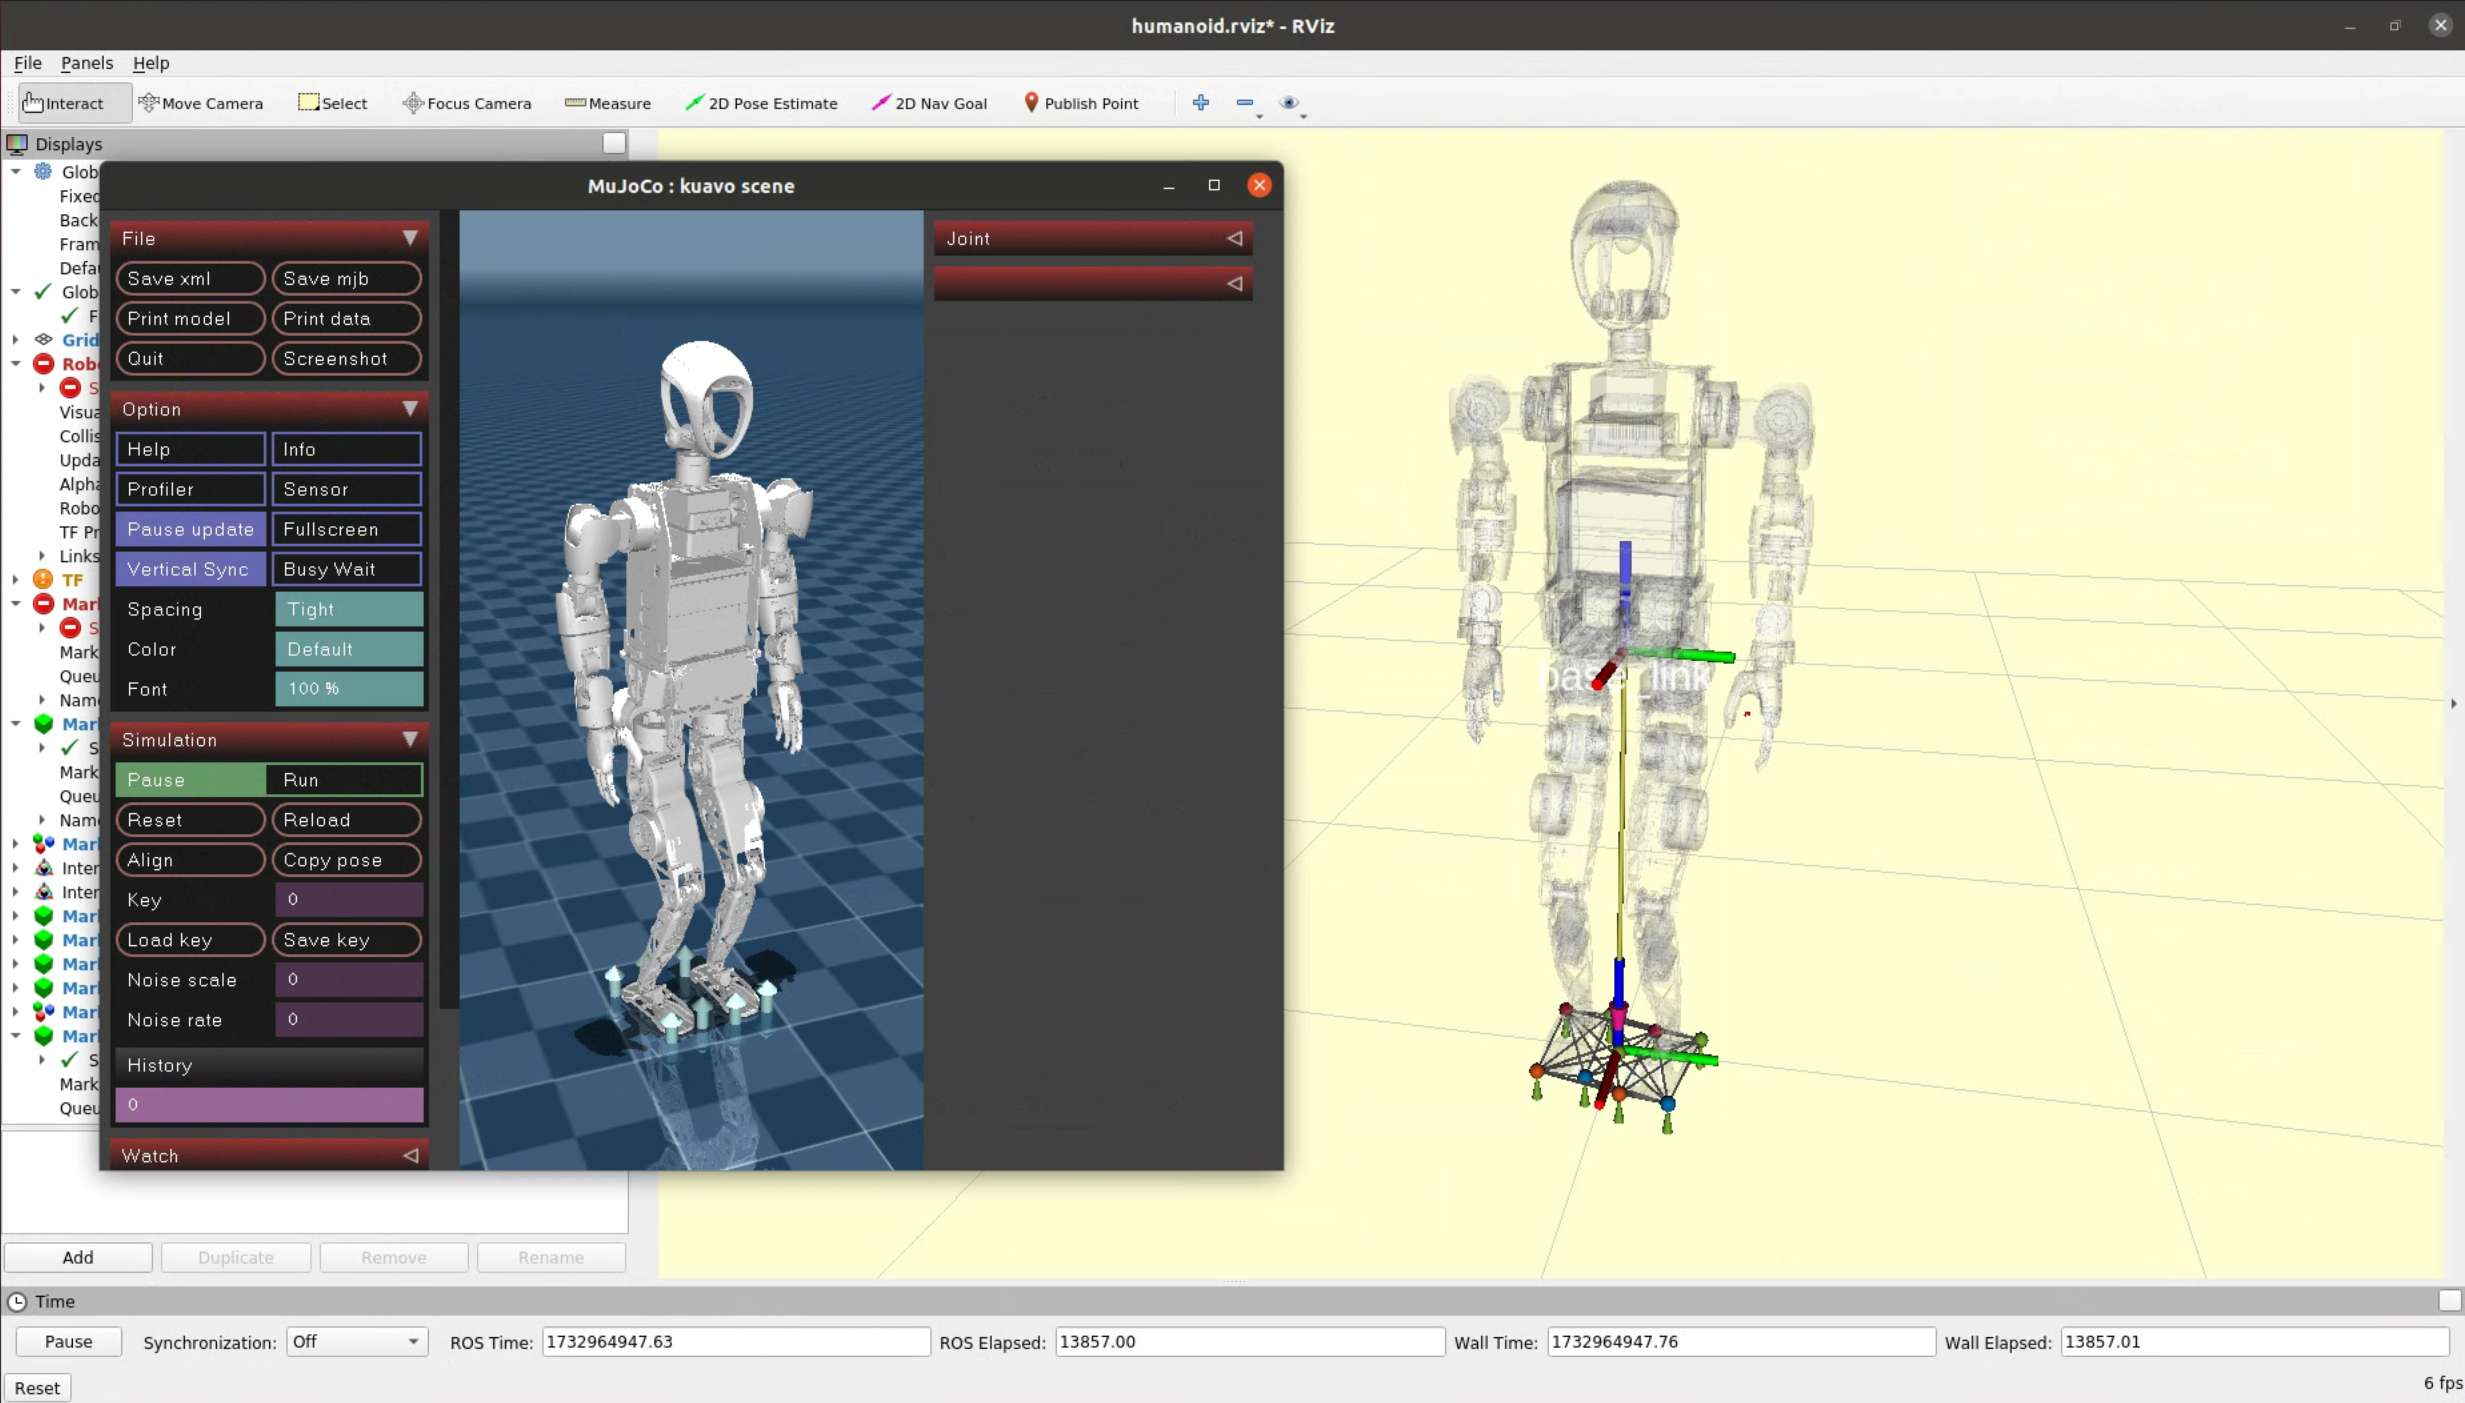 humanoid.rviz* - RViz
File Panels Help
Interact Move Camera Select Focus Camera Measure 2D Pose Estimate 2D Nav Goal Publish Point
Displays
Glob
Fixed
Back
Fram
Defa
Glob
F
Grid
Robo
S
Visua
Collis
Upda
Alpha
Robo
TF Pr
Links
TF
Mar
S
Mark
Queu
Name
Mar
S
Mark
Queu
Name
Mar
Inter
Inter
Mar
Mar
Mar
Mar
Mar
Mar
S
Mark
Queu
MuJoCo : kuavo scene
File
Save xml Save mjb
Print model Print data
Quit Screenshot
Option
Help Info
Profiler Sensor
Pause update Fullscreen
Vertical Sync Busy Wait
Spacing Tight
Color Default
Font 100 %
Simulation
Pause Run
Reset Reload
Align Copy pose
Key 0
Load key Save key
Noise scale 0
Noise rate 0
History
0
Watch
Joint
base_link
Add Duplicate Remove Rename
Time
Pause Synchronization: Off ROS Time: 1732964947.63 ROS Elapsed: 13857.00 Wall Time: 1732964947.76 Wall Elapsed: 13857.01
Reset 6 fps